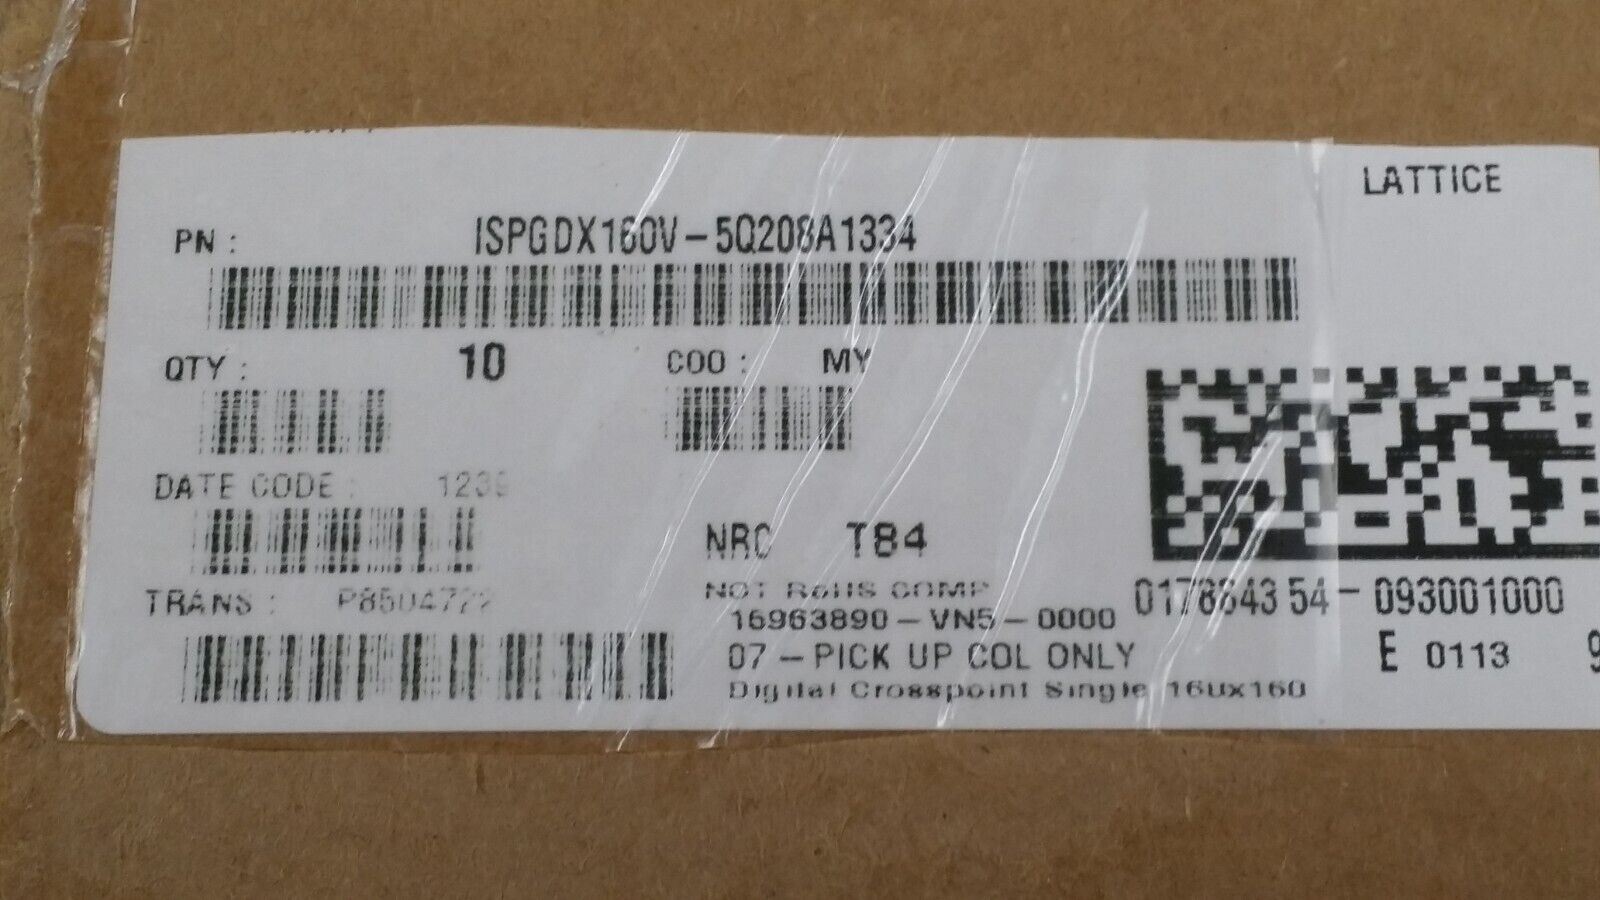 LATTICE
PN : ISPGDX160V-5Q208A1334
QTY : 10 COO : MY
DATE CODE : 1239
NRC T84
TRANS : P8504722
NOT RoHS COMP
16963890-VN5-0000
07-PICK UP COL ONLY
Digital Crosspoint Single 160x160
017884354-093001000
E 0113 9